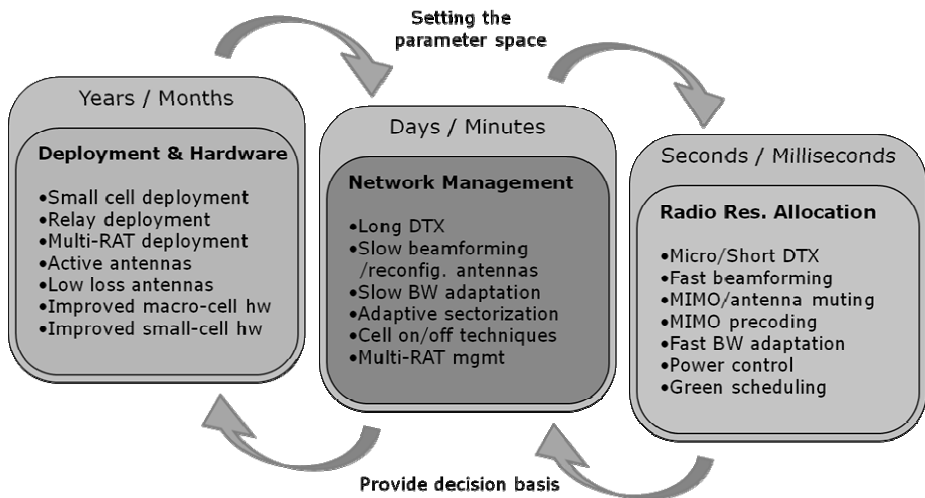 Setting the
parameter space
Years / Months
Deployment & Hardware
•Small cell deployment
•Relay deployment
•Multi-RAT deployment
•Active antennas
•Low loss antennas
•Improved macro-cell hw
•Improved small-cell hw
Days / Minutes
Network Management
•Long DTX
•Slow beamforming
/reconfig. antennas
•Slow BW adaptation
•Adaptive sectorization
•Cell on/off techniques
•Multi-RAT mgmt
Seconds / Milliseconds
Radio Res. Allocation
•Micro/Short DTX
•Fast beamforming
•MIMO/antenna muting
•MIMO precoding
•Fast BW adaptation
•Power control
•Green scheduling
Provide decision basis